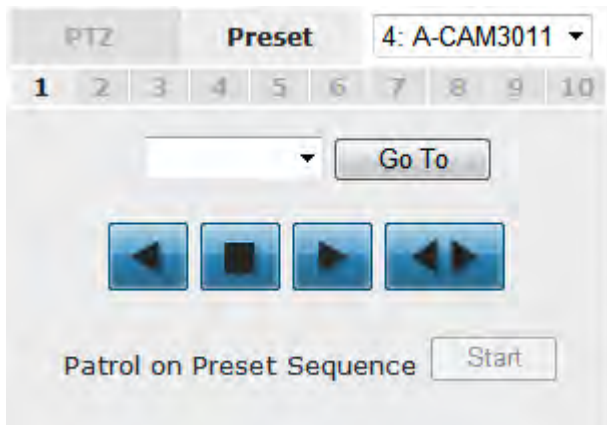 PTZ Preset 4: A-CAM3011
1 2 3 4 5 6 7 8 9 10
Go To
Patrol on Preset Sequence Start